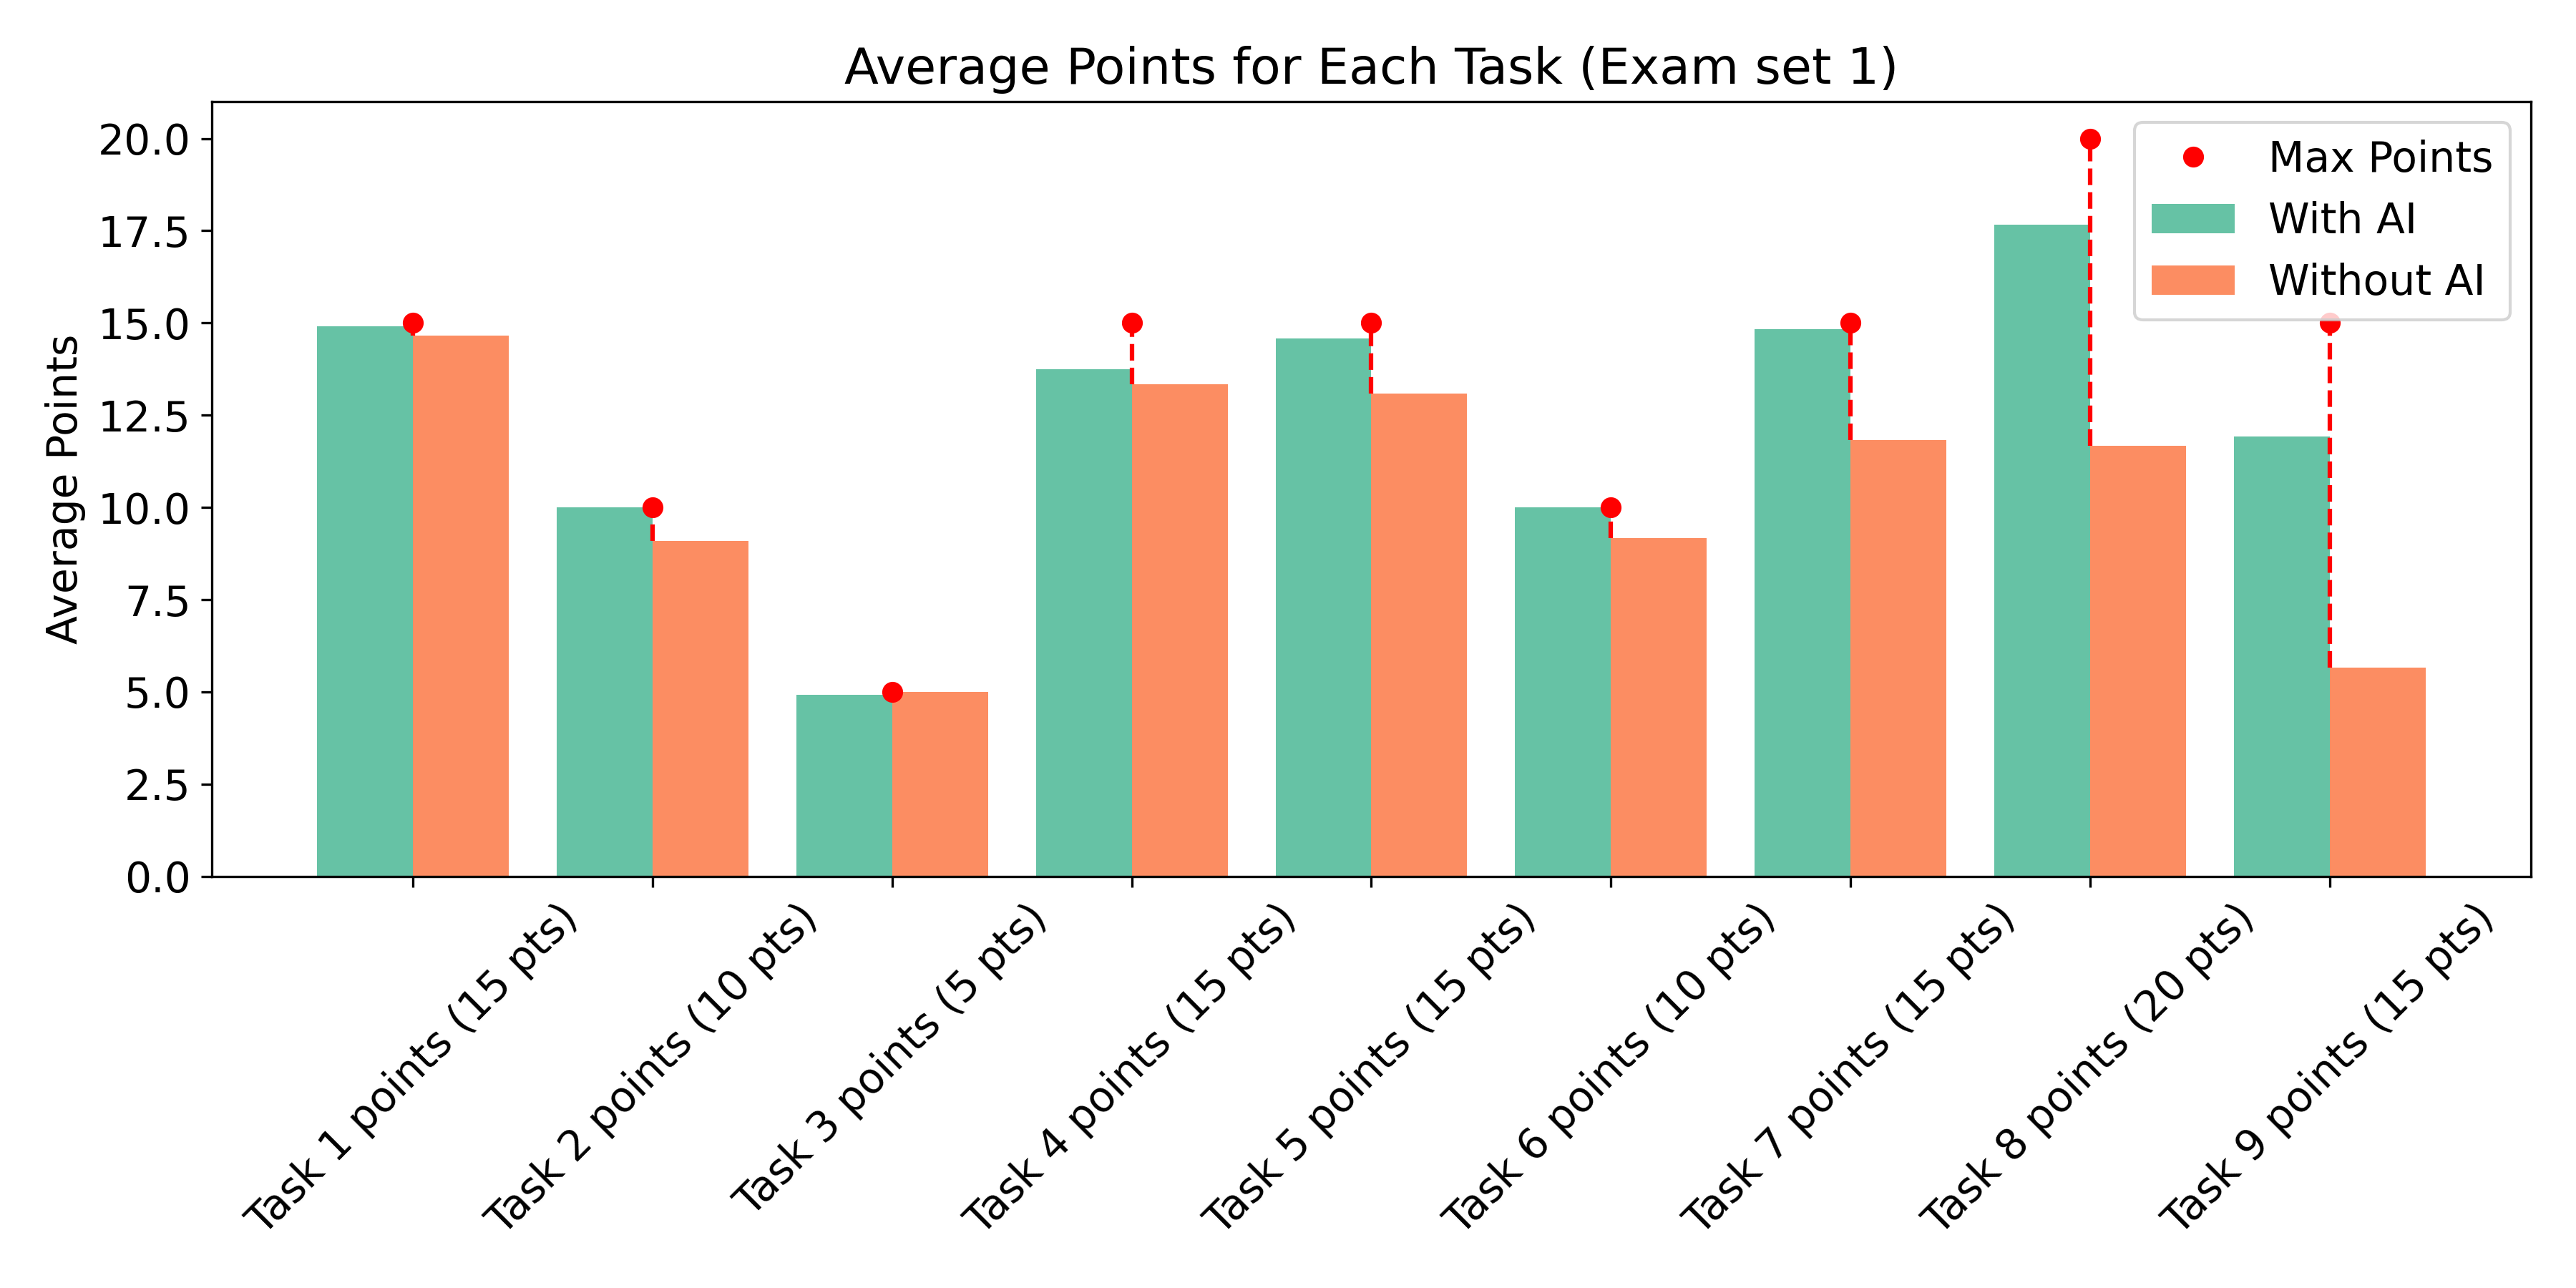 Average Points for Each Task (Exam set 1)
Max Points
With AI
Without AI
Average Points
20.0
17.5
15.0
12.5
10.0
7.5
5.0
2.5
0.0
Task 1 points (15 pts)
Task 2 points (10 pts)
Task 3 points (5 pts)
Task 4 points (15 pts)
Task 5 points (15 pts)
Task 6 points (10 pts)
Task 7 points (15 pts)
Task 8 points (20 pts)
Task 9 points (15 pts)